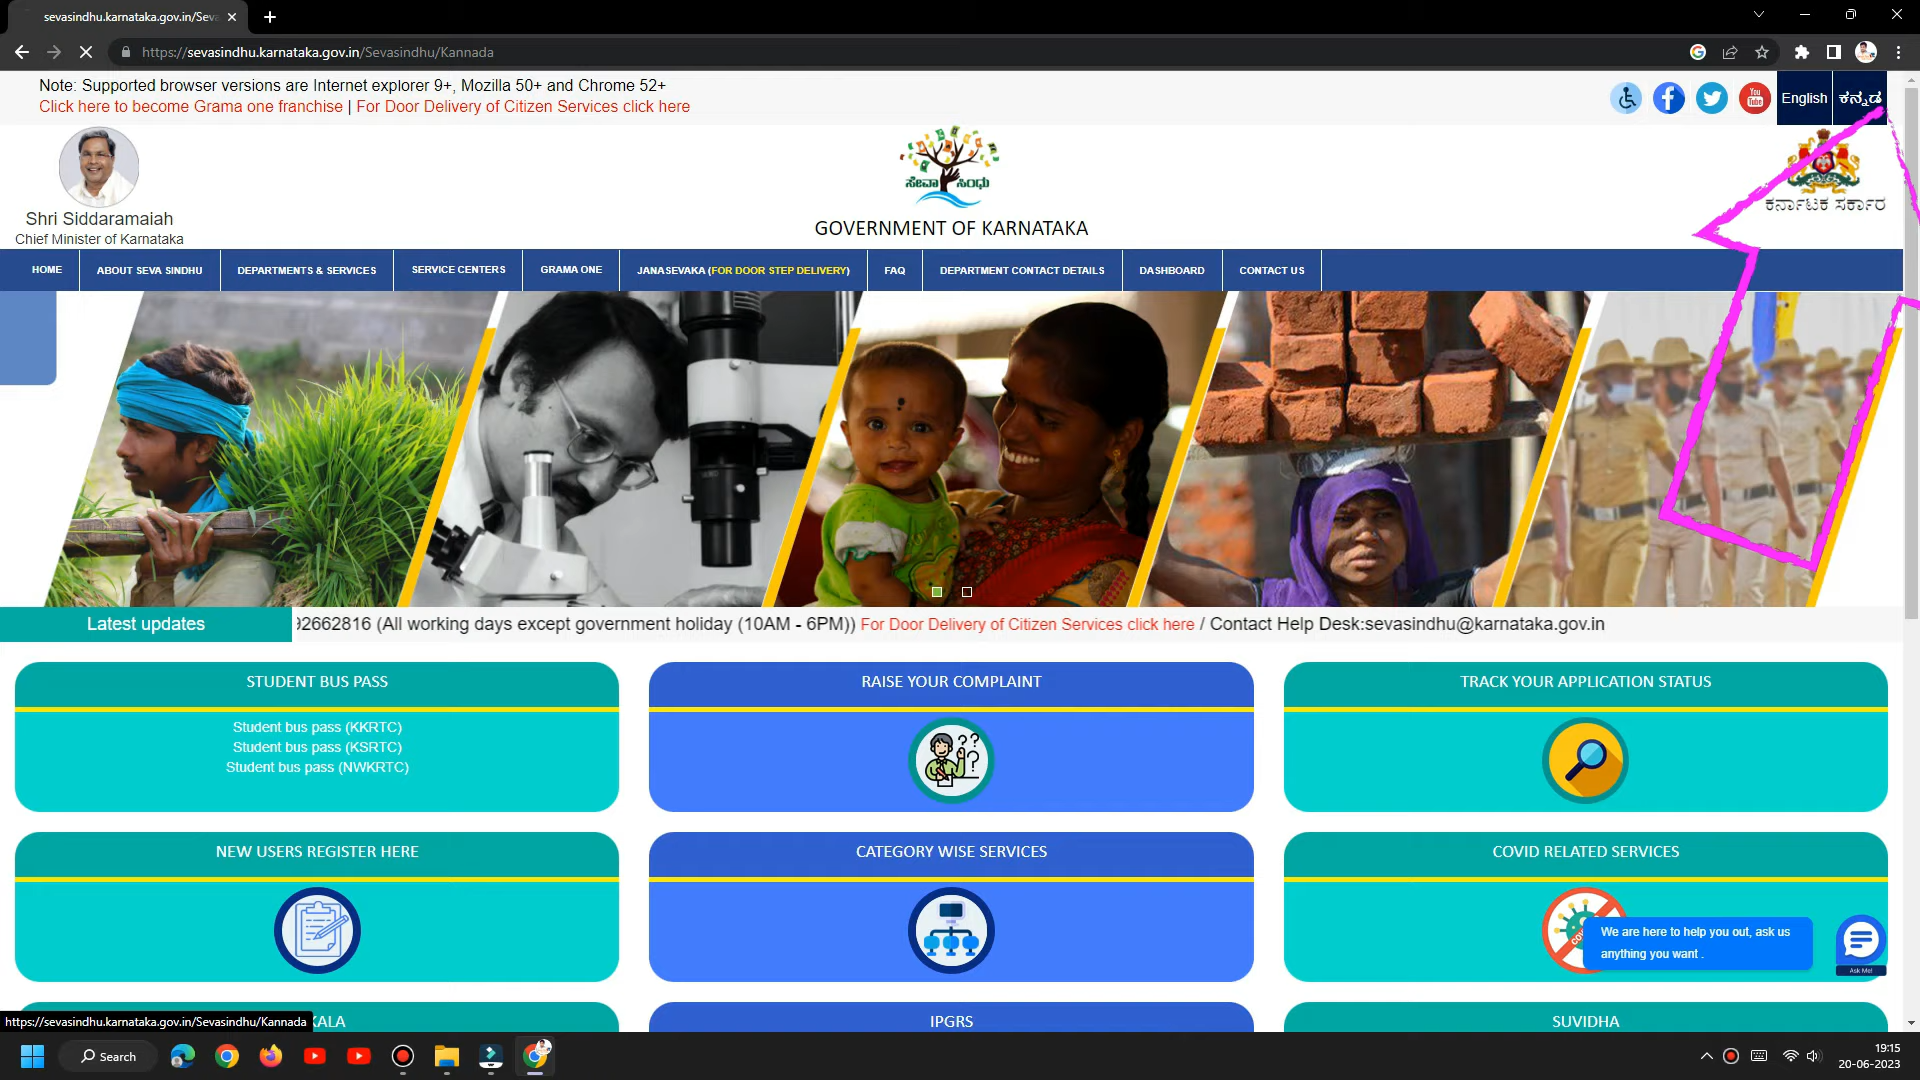 sevasindhu.karnataka.gov.in/Seva
https://sevasindhu.karnataka.gov.in/Sevasindhu/Kannada
Note: Supported browser versions are Internet explorer 9+, Mozilla 50+ and Chrome 52+
Click here to become Grama one franchise | For Door Delivery of Citizen Services click here
You Tube
English ಕನ್ನಡ
ಸೇವಾ ಸಿಂಧು
ಕರ್ನಾಟಕ ಸರ್ಕಾರ
Shri Siddaramaiah
Chief Minister of Karnataka
GOVERNMENT OF KARNATAKA
HOME ABOUT SEVA SINDHU DEPARTMENTS & SERVICES SERVICE CENTERS GRAMA ONE JANASEVAKA (FOR DOOR STEP DELIVERY) FAQ DEPARTMENT CONTACT DETAILS DASHBOARD CONTACT US
Latest updates
92662816 (All working days except government holiday (10AM - 6PM)) For Door Delivery of Citizen Services click here / Contact Help Desk:sevasindhu@karnataka.gov.in
STUDENT BUS PASS
Student bus pass (KKRTC)
Student bus pass (KSRTC)
Student bus pass (NWKRTC)
RAISE YOUR COMPLAINT
TRACK YOUR APPLICATION STATUS
NEW USERS REGISTER HERE
CATEGORY WISE SERVICES
COVID RELATED SERVICES
We are here to help you out, ask us
anything you want .
Ask Me!
https://sevasindhu.karnataka.gov.in/Sevasindhu/Kannada
KALA
IPGRS
SUVIDHA
Search
19:15
20-06-2023